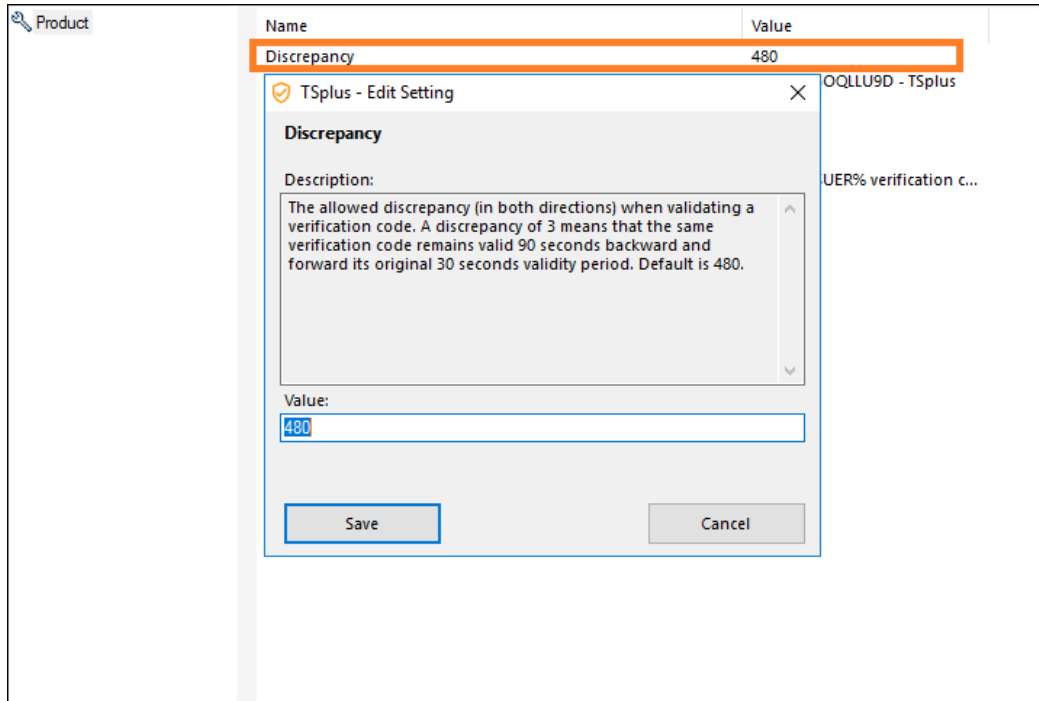 Product
Name Value
Discrepancy 480
TSplus - Edit Setting
OQLLU9D - TSplus
Discrepancy
Description:
UER% verification c...
The allowed discrepancy (in both directions) when validating a
verification code. A discrepancy of 3 means that the same
verification code remains valid 90 seconds backward and
forward its original 30 seconds validity period. Default is 480.
Value:
480
Save Cancel